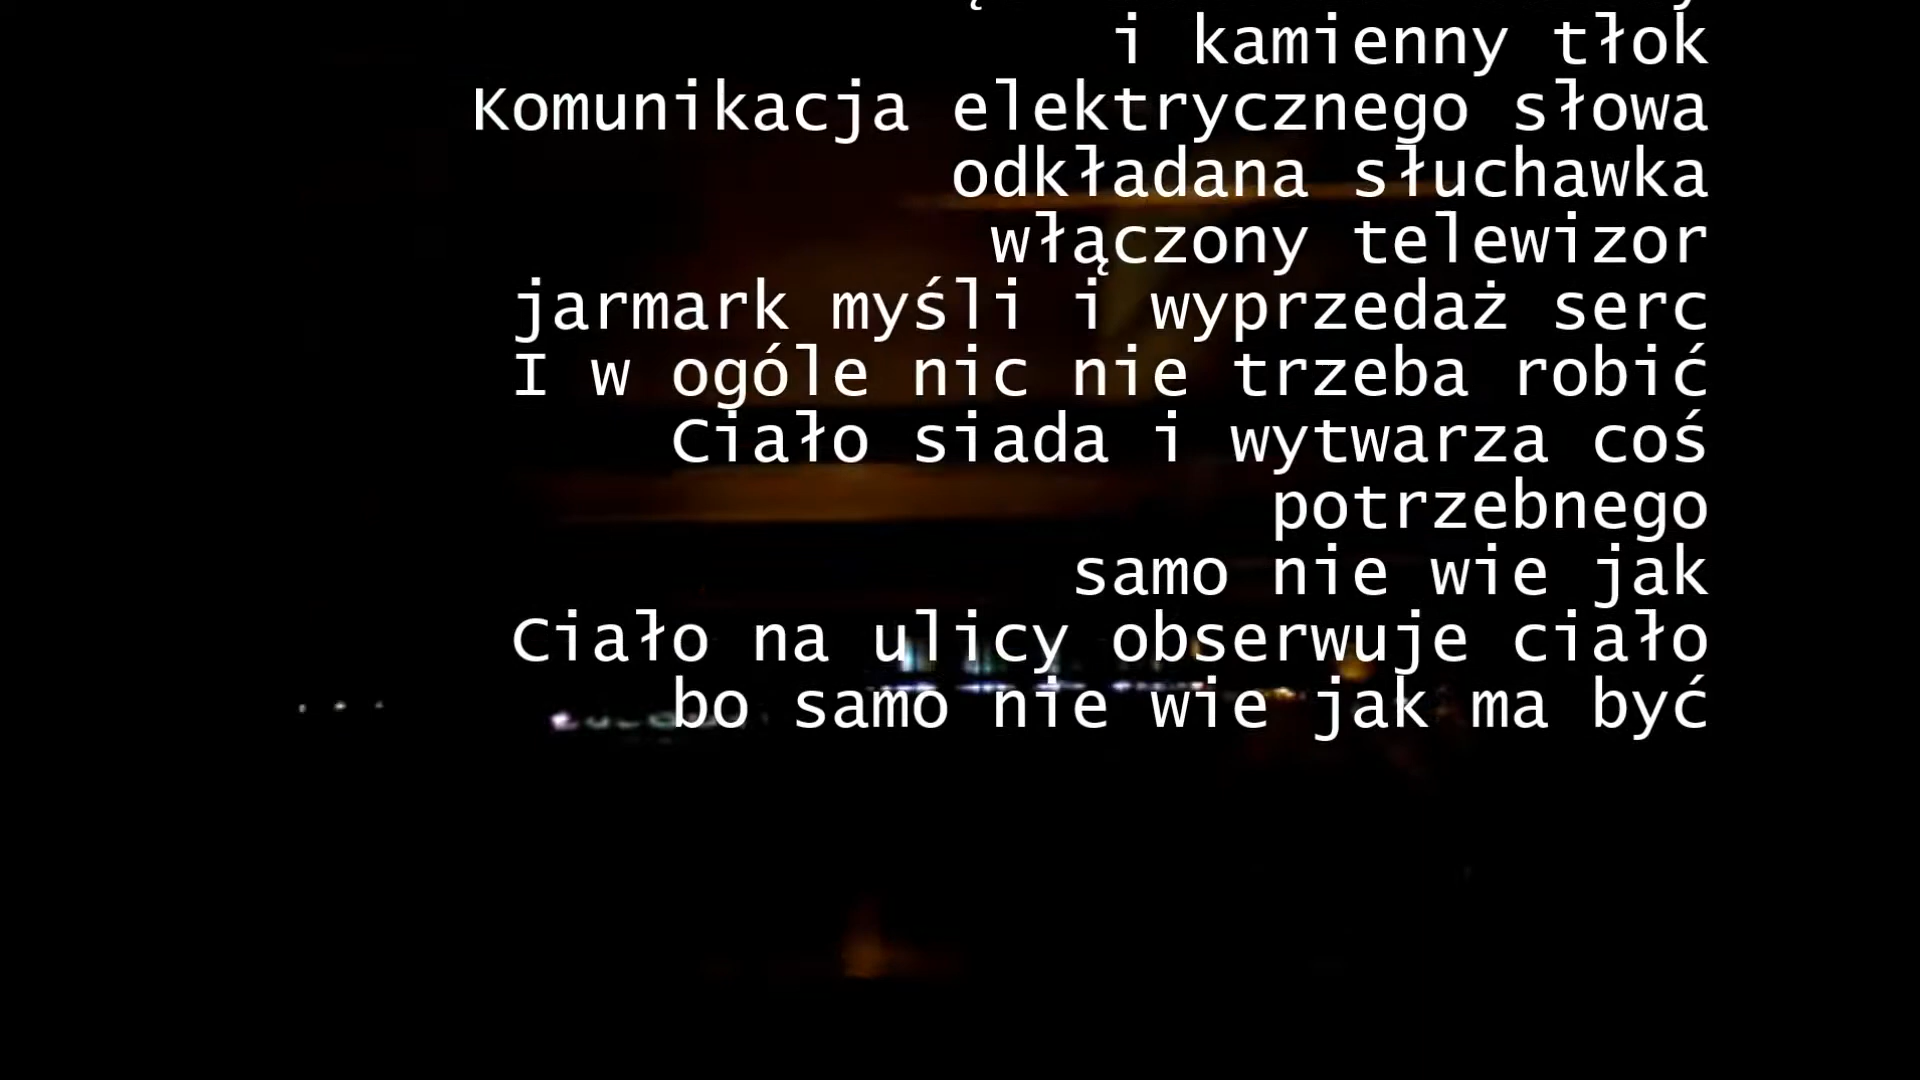 i kamienny tłok
Komunikacja elektrycznego słowa
odkładana słuchawka
włączony telewizor
jarmark myśli i wyprzedaż serc
I w ogóle nic nie trzeba robić
Ciało siada i wytwarza coś
potrzebnego
samo nie wie jak
Ciało na ulicy obserwuje ciało
bo samo nie wie jak ma być